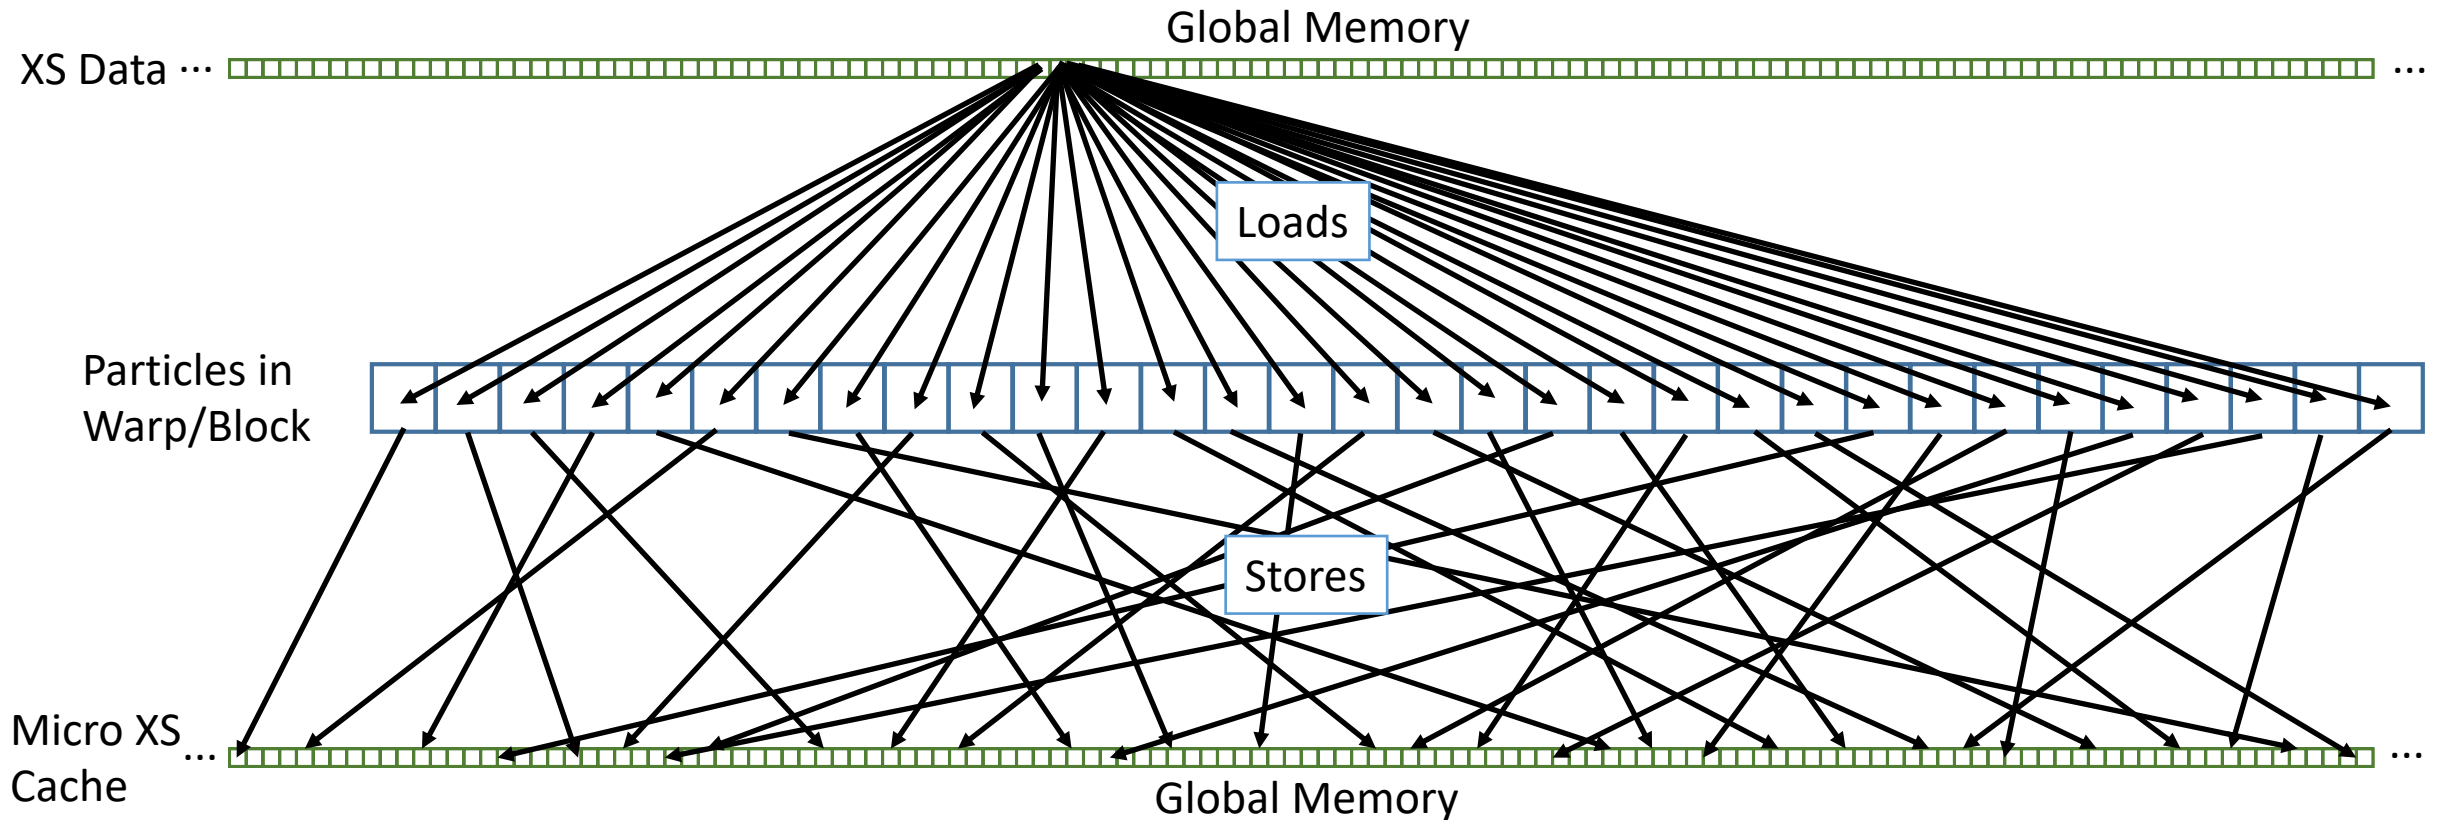 Global Memory
XS Data ... ...
Loads
Particles in
Warp/Block
Stores
Micro XS
Cache ... ...
Global Memory